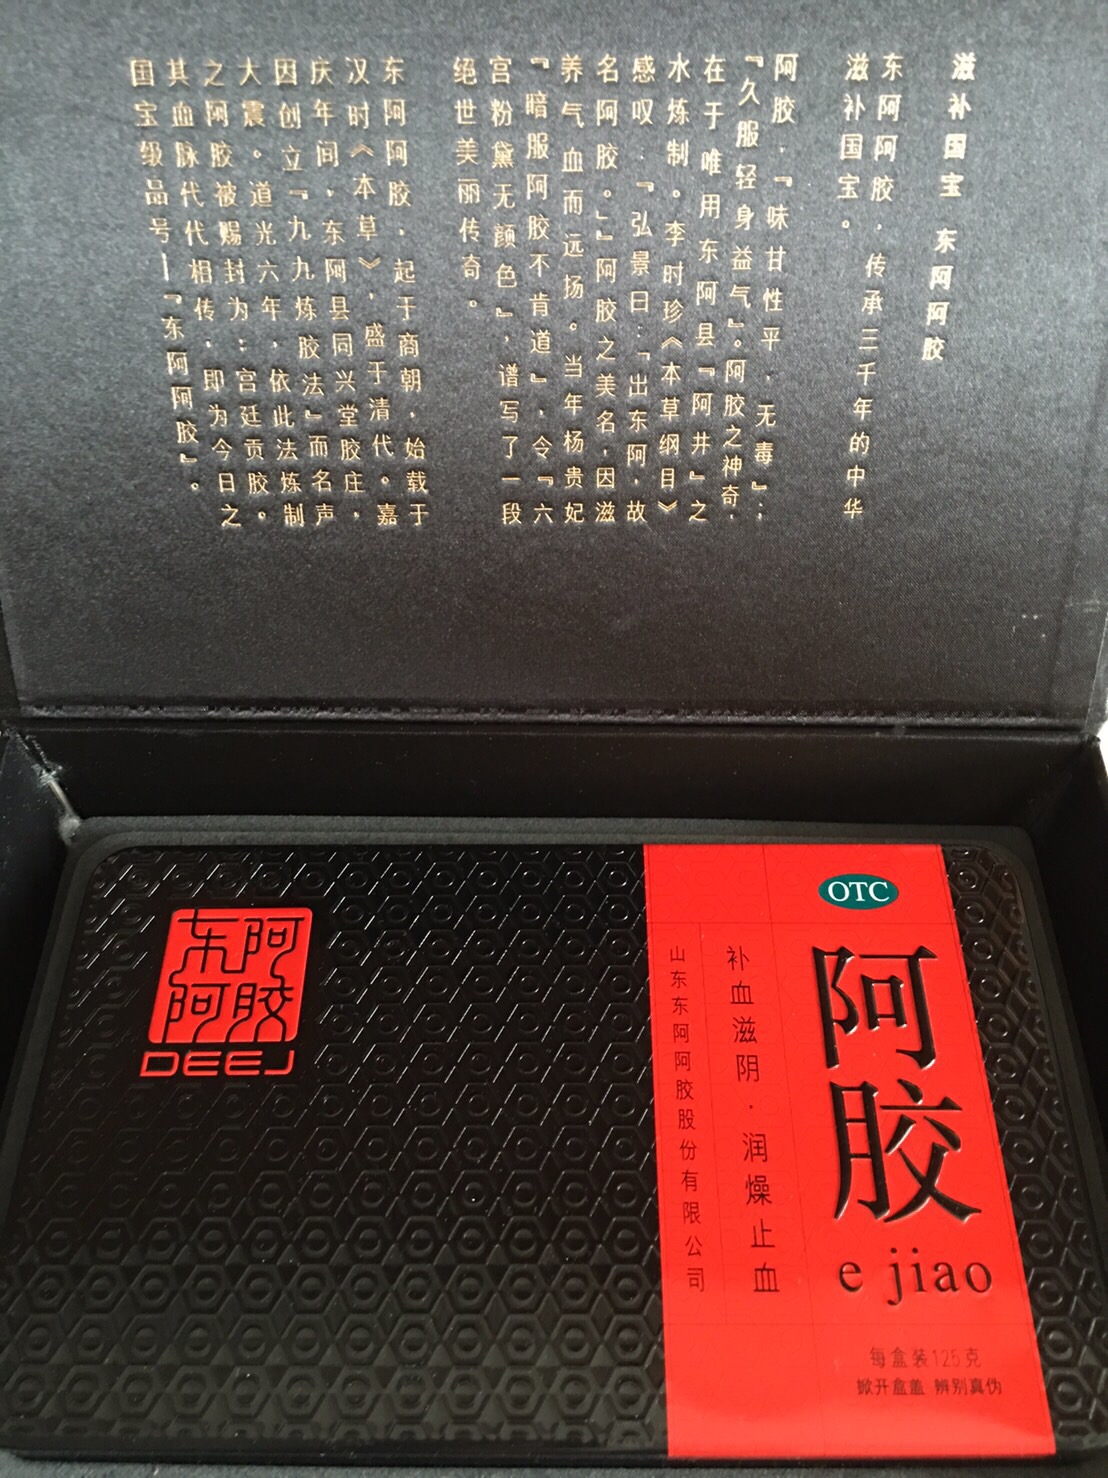 滋补国宝 东阿阿胶
东阿阿胶，传承三千年的中华
滋补国宝。
阿胶，『味甘性平，无毒』；
『久服轻身益气』。阿胶之神奇，
在于唯用东阿县『阿井』之
水炼制。李时珍《本草纲目》
感叹：『弘景曰：「出东阿，故
名阿胶。」』阿胶之美名，因滋
养气血而远扬。当年杨贵妃
『暗服阿胶不肯道』，令『六
宫粉黛无颜色』，谱写了一段
绝世美丽传奇。
东阿阿胶，起于商朝，始载于
汉时《本草》，盛于清代。嘉
庆年间，东阿县同兴堂胶庄，
因创立『九九炼胶法』而名声
大震。道光六年，依此法炼制
之阿胶被赐封为：宫廷贡胶。
其血脉代代相传，即为今日之
国宝级品号—『东阿阿胶』。
东阿阿胶
DEEJ
OTC
阿胶
e jiao
补血滋阴·润燥止血
山东东阿阿胶股份有限公司
每盒装125克
掀开盒盖 辨别真伪